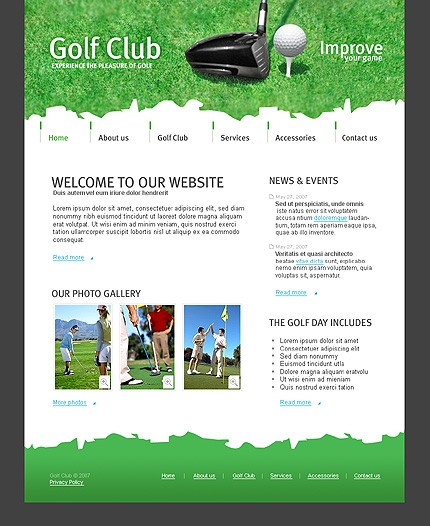 Golf Club
EXPERIENCE THE PLEASURE OF GOLF
Improve
your game
Home
About us
Golf Club
Services
Accessories
Contact us
WELCOME TO OUR WEBSITE
Duis autem vel eum iriure dolor hendrerit
Lorem ipsum dolor sit amet, consectetuer adipiscing elit, sed diam
nonummy nibh euismod tincidunt ut laoreet dolore magna aliquam
erat volutpat. Ut wisi enim ad minim veniam, quis nostrud exerci
tation ullamcorper suscipit lobortis nisl ut aliquip ex ea commodo
consequat.
Read more
OUR PHOTO GALLERY
More photos
NEWS & EVENTS
May 27, 2007
Sed ut perspiciatis, unde omnis
iste natus error sit voluptatem
accusa ntium doloremque laudan-
tium, totam rem aperiam eaque ipsa,
quae ab illo inventore.
May 27, 2007
Veritatis et quasi architecto
beatae vitae dicta sunt, explicabo
nemo enim ipsam voluptatem, quia
voluptas sit, aspernatur.
Read more
THE GOLF DAY INCLUDES
Lorem ipsum dolor sit amet
Consectetuer adipiscing elit
Sed diam nonummy
Euismod tincidunt ut
Dolore magna aliquam eratvolu
Ut wisi enim ad mieniam
Quis nostrud exerci tation
Read more
Golf Club © 2007
Privacy Policy
Home | About us | Golf Club | Services | Accessories | Contact us